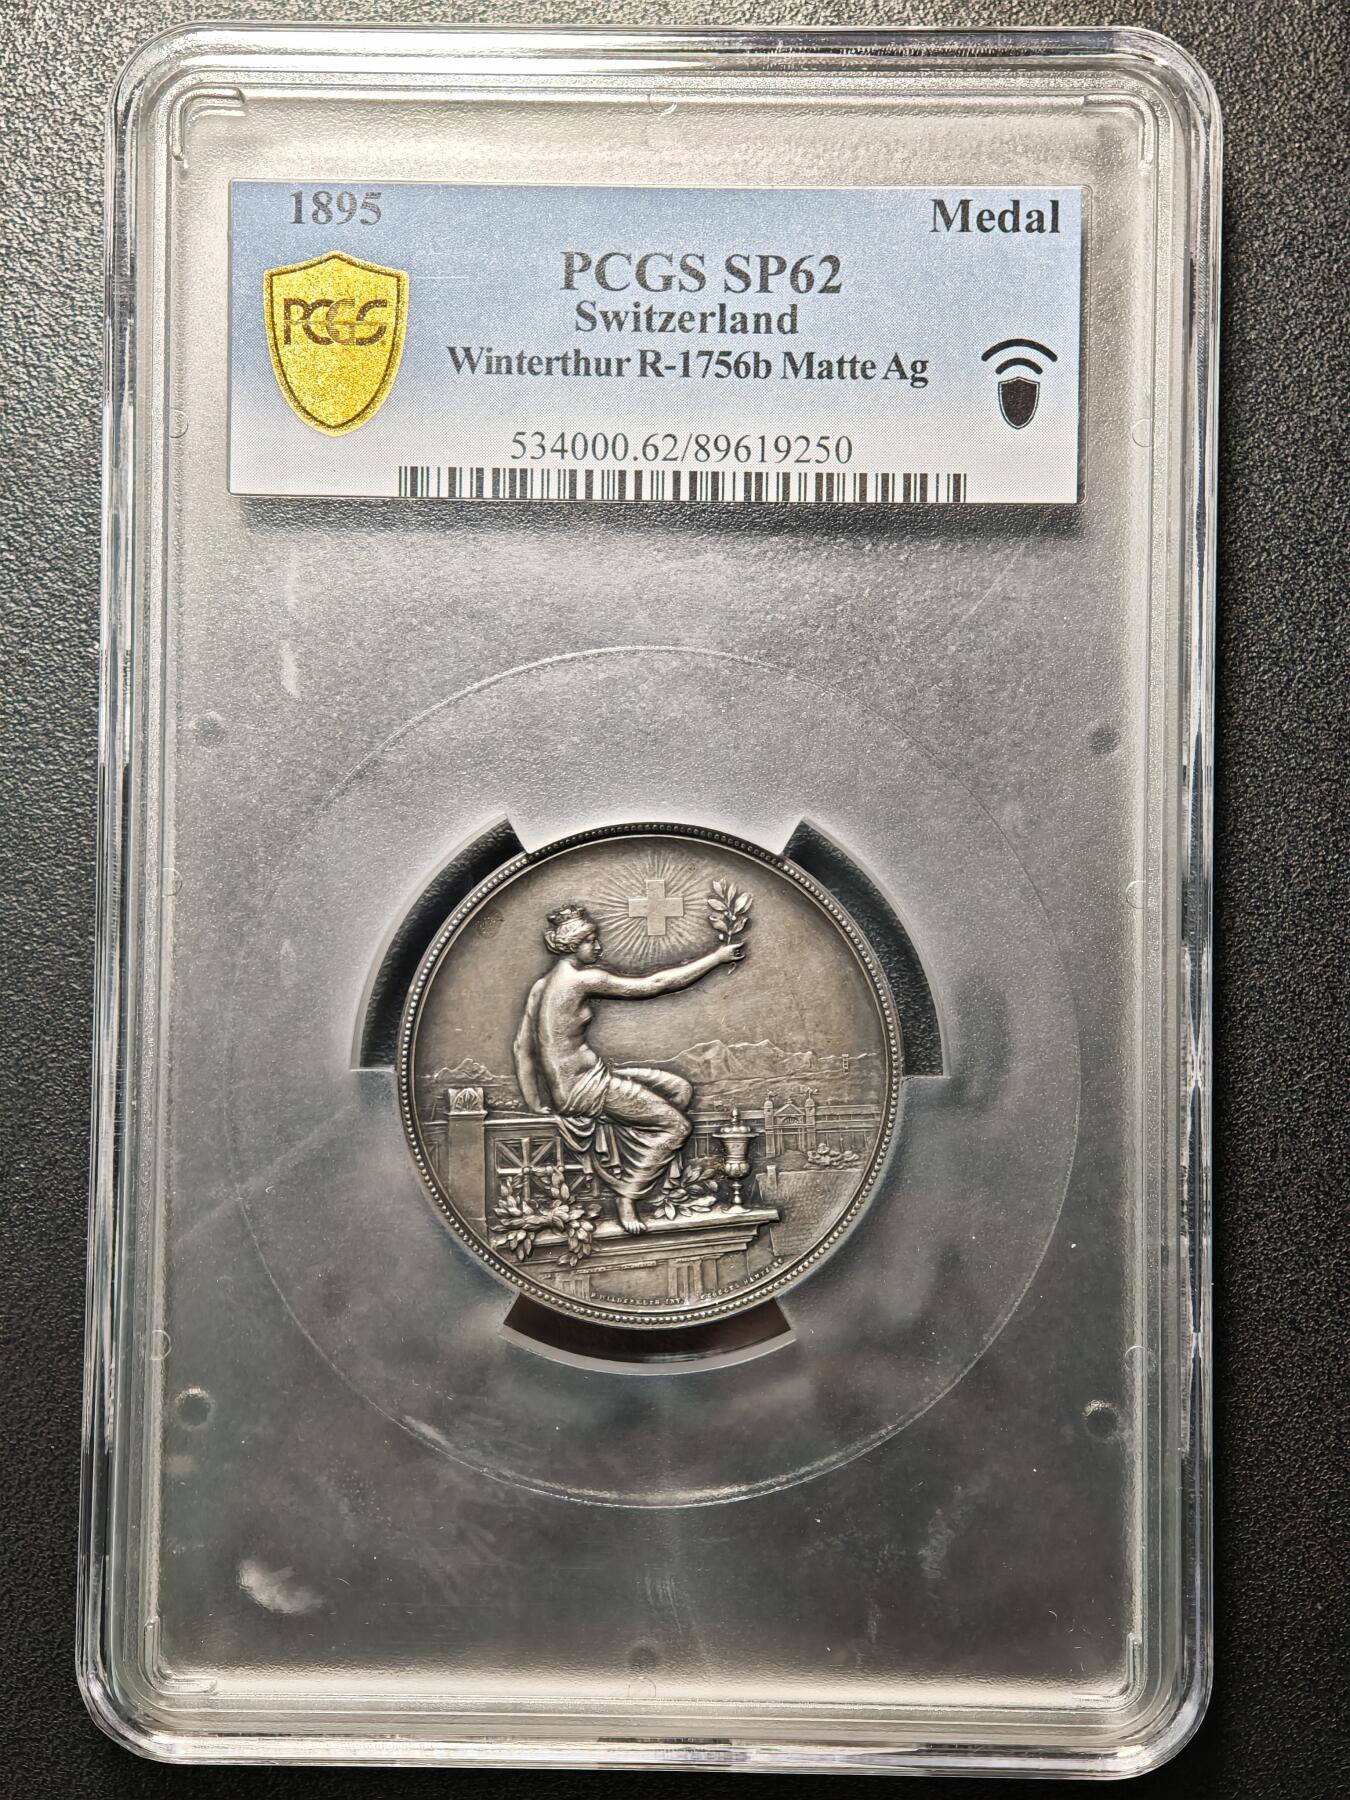 1895
Medal
PCGS SP62
PCGS
Switzerland
Winterthur R-1756b Matte Ag
534000.62/89619250